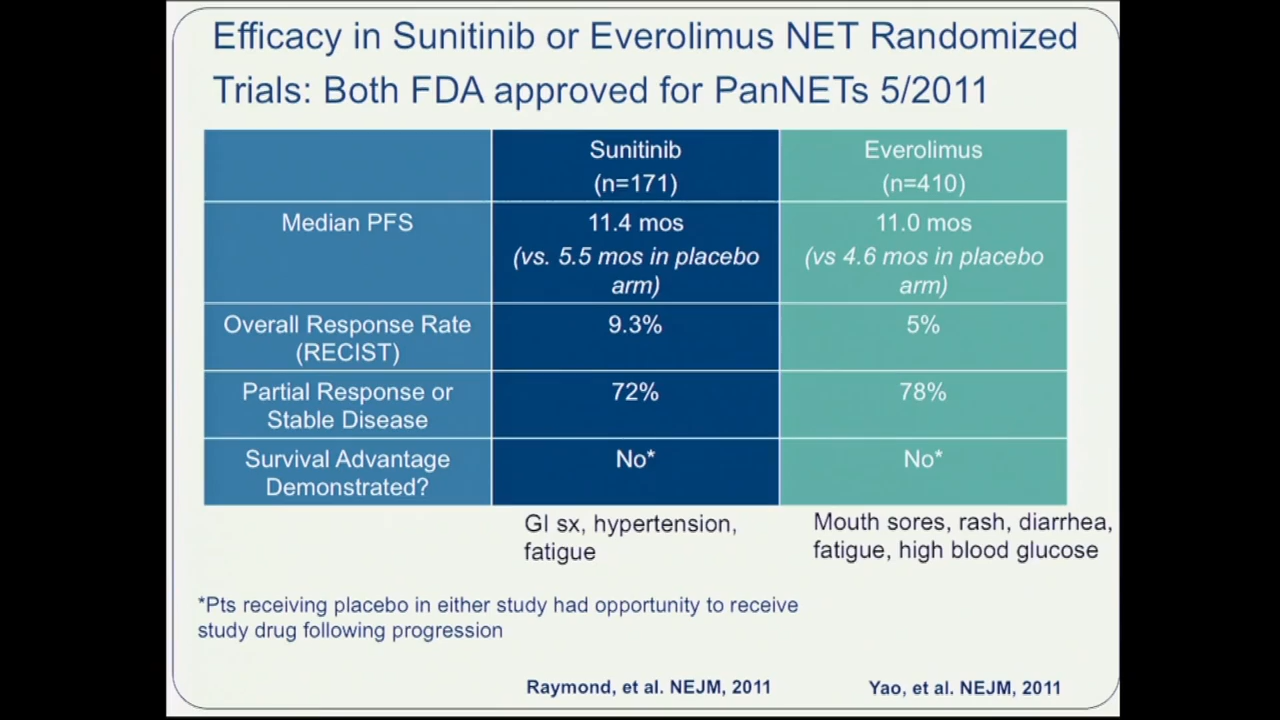 Efficacy in Sunitinib or Everolimus NET Randomized
Trials: Both FDA approved for PanNETs 5/2011
Sunitinib
(n=171)
Everolimus
(n=410)
Median PFS
11.4 mos
(vs. 5.5 mos in placebo
arm)
11.0 mos
(vs 4.6 mos in placebo
arm)
Overall Response Rate
(RECIST)
9.3%
5%
Partial Response or
Stable Disease
72%
78%
Survival Advantage
Demonstrated?
No*
No*
GI sx, hypertension,
fatigue
Mouth sores, rash, diarrhea,
fatigue, high blood glucose
*Pts receiving placebo in either study had opportunity to receive
study drug following progression
Raymond, et al. NEJM, 2011
Yao, et al. NEJM, 2011